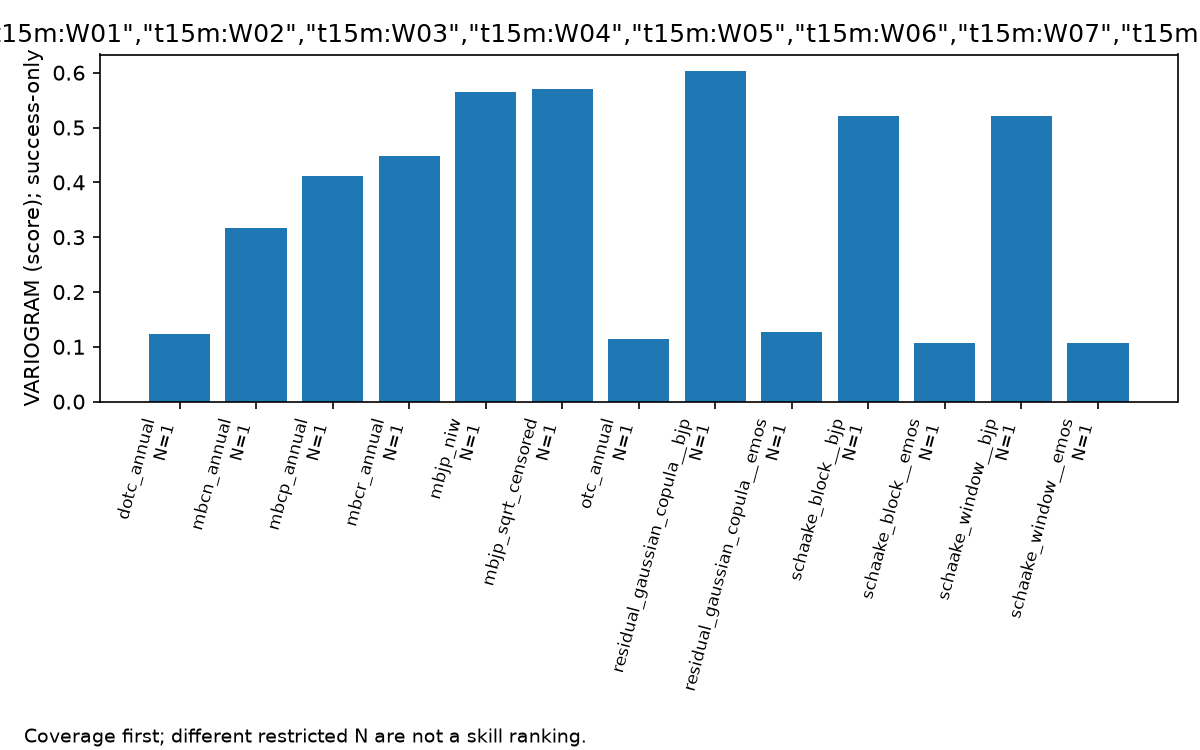 t15m:W01","t15m:W02","t15m:W03","t15m:W04","t15m:W05","t15m:W06","t15m:W07","t15m
VARIOGRAM (score); success-only
0.6
0.5
0.4
0.3
0.2
0.1
0.0
dotc_annual
N=1
mbcn_annual
N=1
mbcp_annual
N=1
mbcr_annual
N=1
mbjp_niw
N=1
mbjp_sqrt_censored
N=1
otc_annual
N=1
residual_gaussian_copula__bjp
N=1
residual_gaussian_copula__emos
N=1
schaake_block__bjp
N=1
schaake_block__emos
N=1
schaake_window__bjp
N=1
schaake_window__emos
N=1
Coverage first; different restricted N are not a skill ranking.